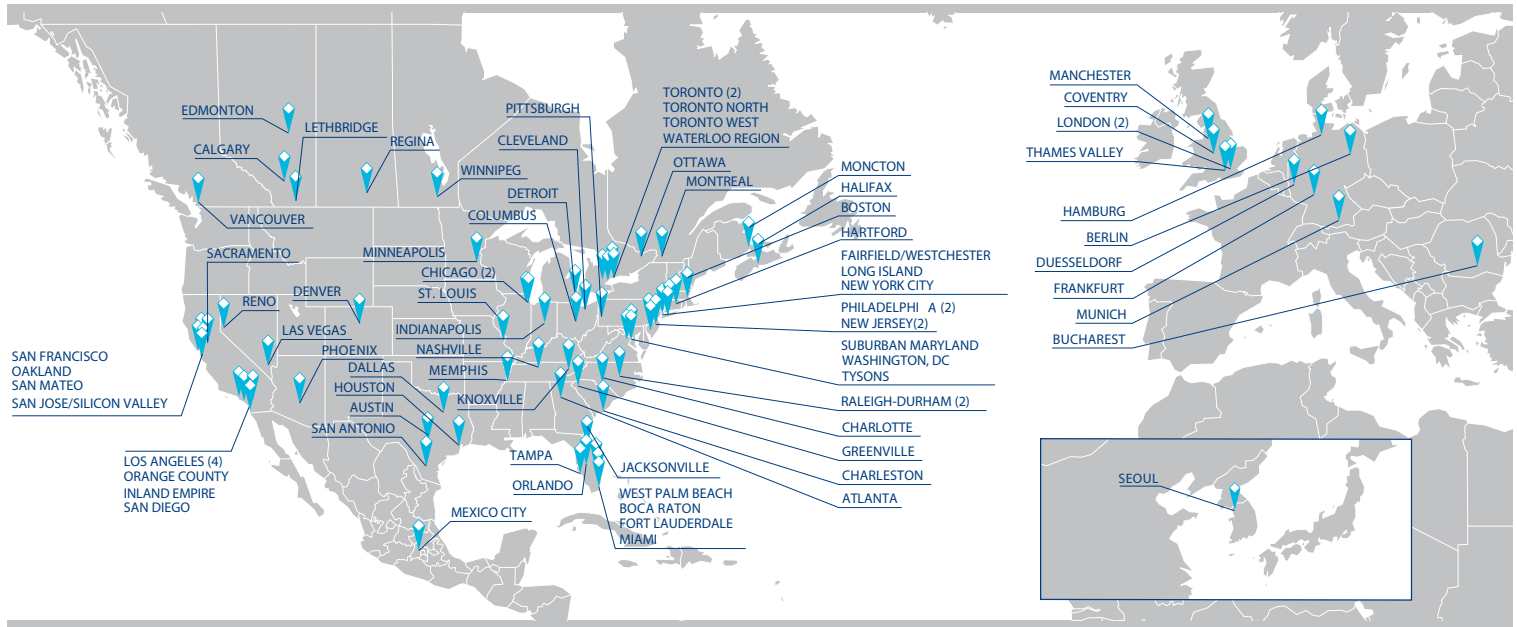 EDMONTON
LETHBRIDGE
CALGARY
REGINA
WINNIPEG
VANCOUVER
PITTSBURGH
CLEVELAND
DETROIT
COLUMBUS
TORONTO (2)
TORONTO NORTH
TORONTO WEST
WATERLOO REGION
OTTAWA
MONTREAL
MONCTON
HALIFAX
BOSTON
HARTFORD
FAIRFIELD/WESTCHESTER
LONG ISLAND
NEW YORK CITY
PHILADELPHI A (2)
NEW JERSEY(2)
SUBURBAN MARYLAND
WASHINGTON, DC
TYSONS
RALEIGH-DURHAM (2)
CHARLOTTE
GREENVILLE
CHARLESTON
ATLANTA
SACRAMENTO
MINNEAPOLIS
CHICAGO (2)
RENO
DENVER
ST. LOUIS
LAS VEGAS
INDIANAPOLIS
PHOENIX
NASHVILLE
DALLAS
MEMPHIS
HOUSTON
KNOXVILLE
AUSTIN
SAN ANTONIO
SAN FRANCISCO
OAKLAND
SAN MATEO
SAN JOSE/SILICON VALLEY
LOS ANGELES (4)
ORANGE COUNTY
INLAND EMPIRE
SAN DIEGO
TAMPA
ORLANDO
JACKSONVILLE
WEST PALM BEACH
BOCA RATON
FORT LAUDERDALE
MIAMI
MEXICO CITY
MANCHESTER
COVENTRY
LONDON (2)
THAMES VALLEY
HAMBURG
BERLIN
DUESSELDORF
FRANKFURT
MUNICH
BUCHAREST
SEOUL